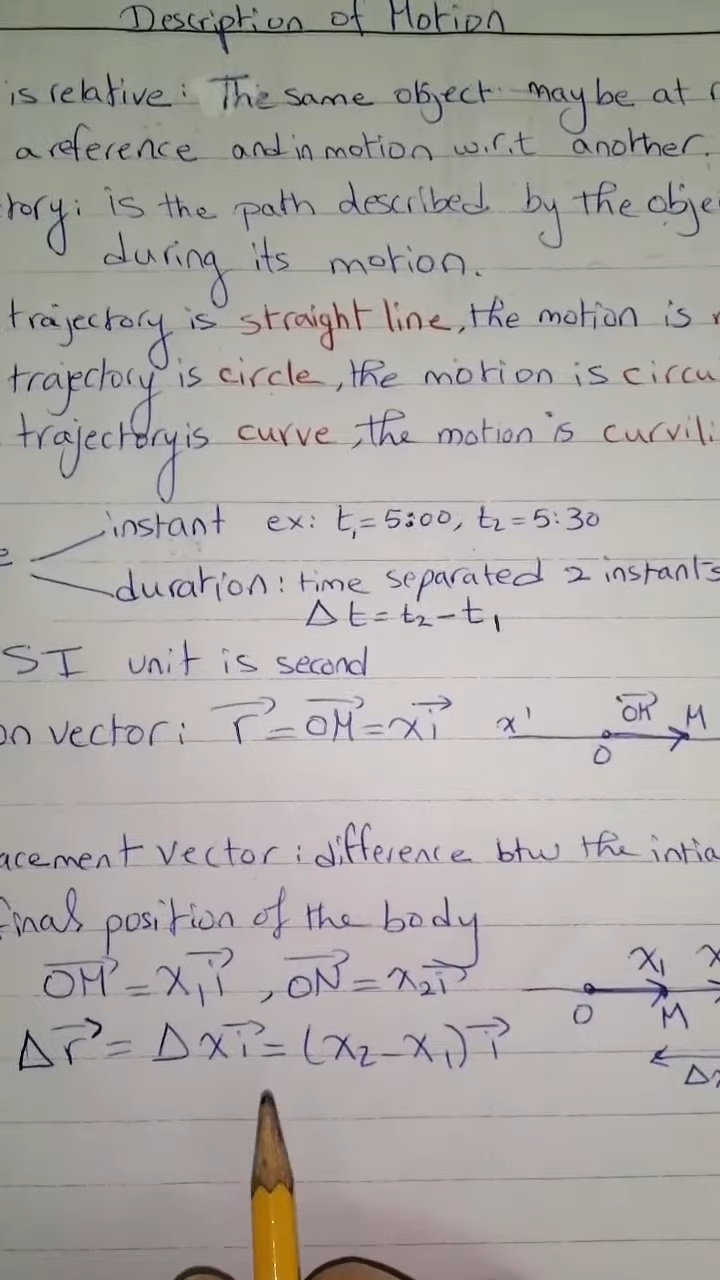 Description of Motion
is relative: The same object may be at
a reference and in motion w.r.t another.
tory: is the path described by the obje
during its motion.
trajectory is straight line, the motion is
trajectory is circle, the motion is circu
trajectory is curve, the motion is curvili
instant ex: t₁=5:00, t₂=5:30
e
duration: time separated 2 instants
Δt=t₂-t₁
SI unit is second
on vector: r⃗=OM⃗=xi⃗ x' O OM⃗ M
acement vector: difference btw the intia
final position of the body
OM⃗=x₁i⃗, ON⃗=x₂i⃗ O x₁ M x
Δr⃗=Δxi⃗=(x₂-x₁)i⃗ Δx